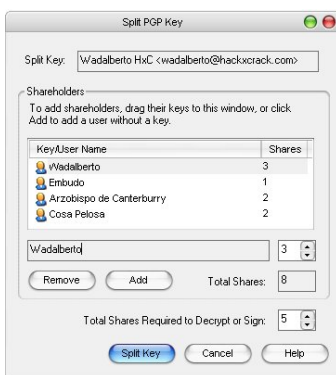 Split PGP Key
Split Key: Wadalberto HxC <wadalberto@hackxcrack.com>
Shareholders
To add shareholders, drag their keys to this window, or click
Add to add a user without a key.
Key/User Name Shares
Wadalberto 3
Embudo 1
Arzobispo de Canterburry 2
Cosa Pelosa 2
Wadalberto 3
Remove Add Total Shares: 8
Total Shares Required to Decrypt or Sign: 5
Split Key Cancel Help